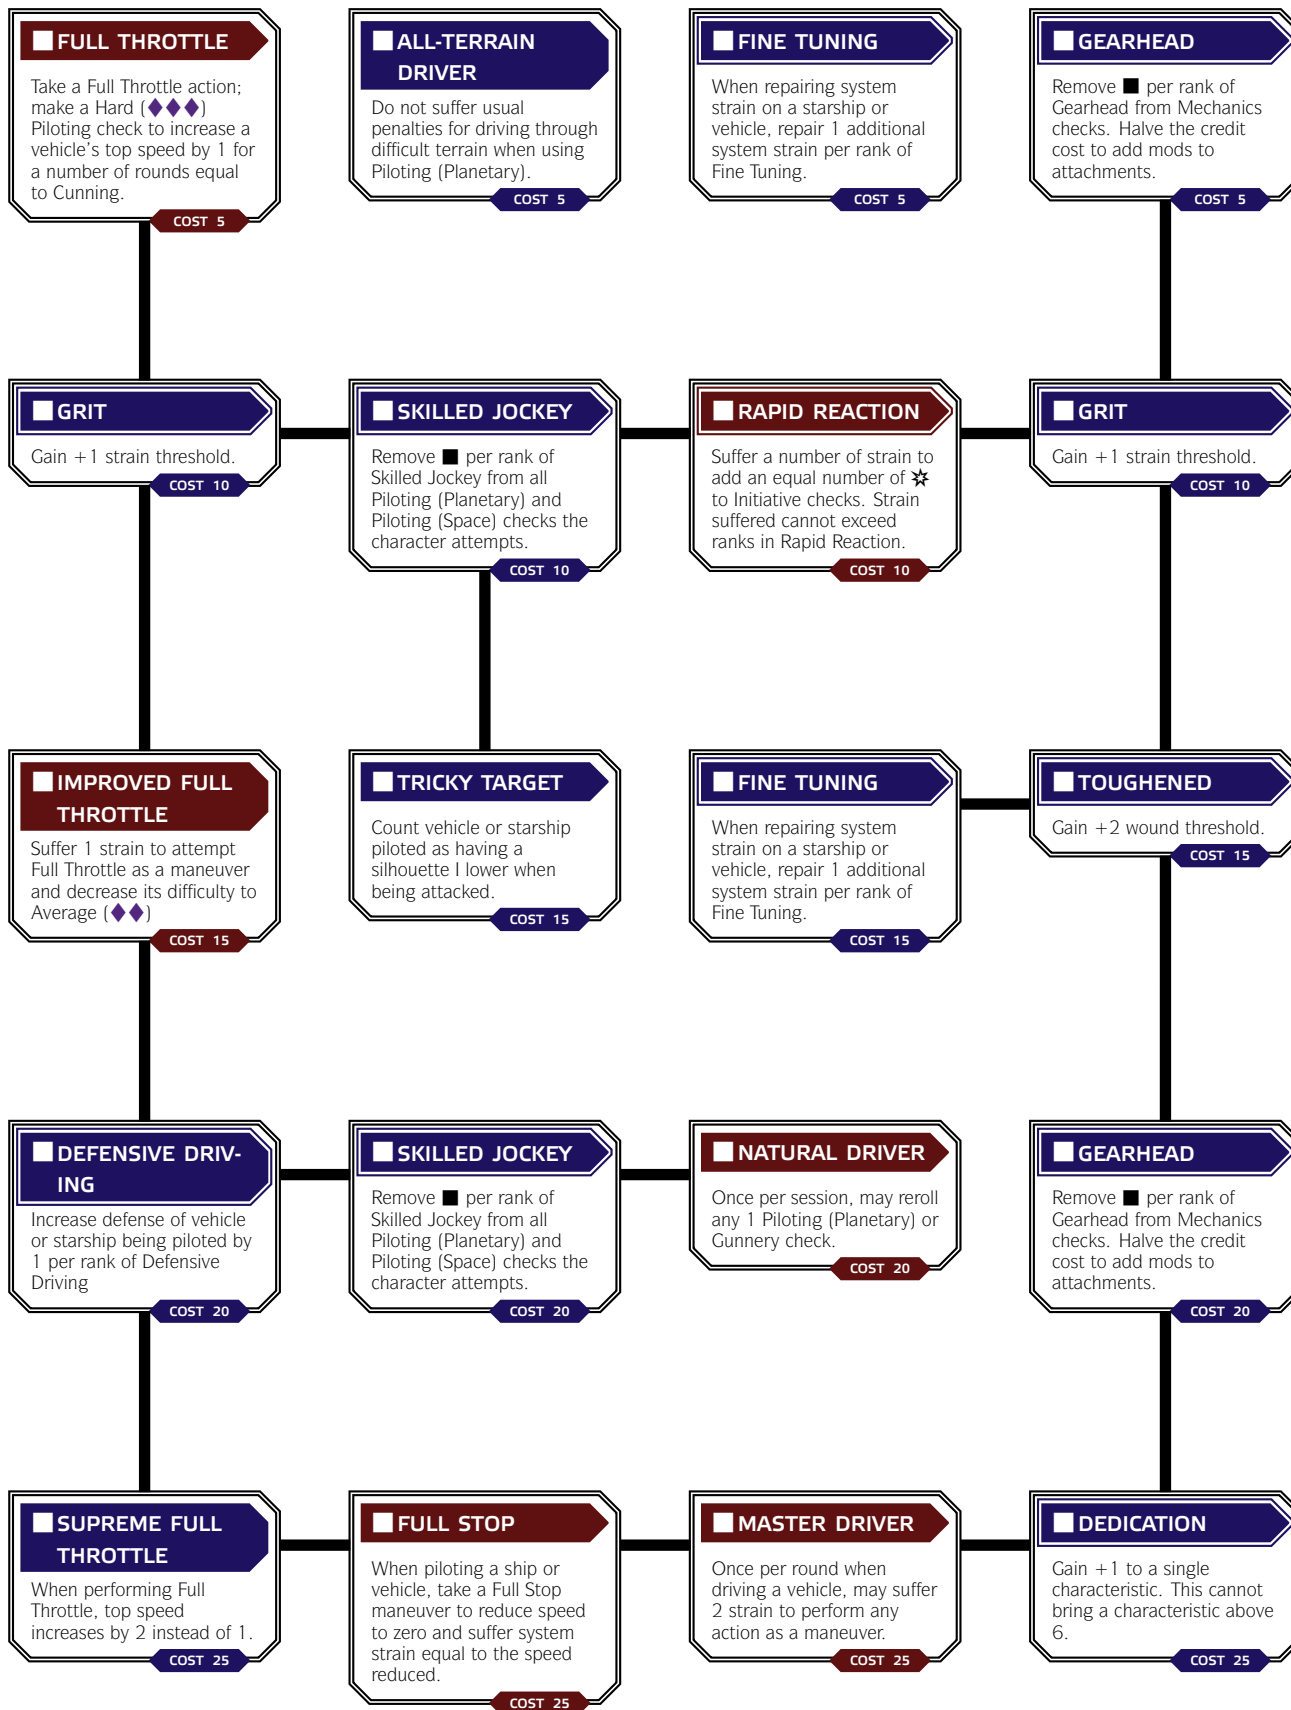 FULL THROTTLE
Take a Full Throttle action;
make a Hard (♦♦♦)
Piloting check to increase a
vehicle's top speed by 1 for
a number of rounds equal
to Cunning.
COST 5
ALL-TERRAIN
DRIVER
Do not suffer usual
penalties for driving through
difficult terrain when using
Piloting (Planetary).
COST 5
FINE TUNING
When repairing system
strain on a starship or
vehicle, repair 1 additional
system strain per rank of
Fine Tuning.
COST 5
GEARHEAD
Remove ■ per rank of
Gearhead from Mechanics
checks. Halve the credit
cost to add mods to
attachments.
COST 5
GRIT
Gain +1 strain threshold.
COST 10
SKILLED JOCKEY
Remove ■ per rank of
Skilled Jockey from all
Piloting (Planetary) and
Piloting (Space) checks the
character attempts.
COST 10
RAPID REACTION
Suffer a number of strain to
add an equal number of
to Initiative checks. Strain
suffered cannot exceed
ranks in Rapid Reaction.
COST 10
GRIT
Gain +1 strain threshold.
COST 10
IMPROVED FULL
THROTTLE
Suffer 1 strain to attempt
Full Throttle as a maneuver
and decrease its difficulty to
Average (♦♦)
COST 15
TRICKY TARGET
Count vehicle or starship
piloted as having a
silhouette I lower when
being attacked.
COST 15
FINE TUNING
When repairing system
strain on a starship or
vehicle, repair 1 additional
system strain per rank of
Fine Tuning.
COST 15
TOUGHENED
Gain +2 wound threshold.
COST 15
DEFENSIVE DRIV-
ING
Increase defense of vehicle
or starship being piloted by
1 per rank of Defensive
Driving
COST 20
SKILLED JOCKEY
Remove ■ per rank of
Skilled Jockey from all
Piloting (Planetary) and
Piloting (Space) checks the
character attempts.
COST 20
NATURAL DRIVER
Once per session, may reroll
any 1 Piloting (Planetary) or
Gunnery check.
COST 20
GEARHEAD
Remove ■ per rank of
Gearhead from Mechanics
checks. Halve the credit
cost to add mods to
attachments.
COST 20
SUPREME FULL
THROTTLE
When performing Full
Throttle, top speed
increases by 2 instead of 1.
COST 25
FULL STOP
When piloting a ship or
vehicle, take a Full Stop
maneuver to reduce speed
to zero and suffer system
strain equal to the speed
reduced.
COST 25
MASTER DRIVER
Once per round when
driving a vehicle, may suffer
2 strain to perform any
action as a maneuver.
COST 25
DEDICATION
Gain +1 to a single
characteristic. This cannot
bring a characteristic above
6.
COST 25